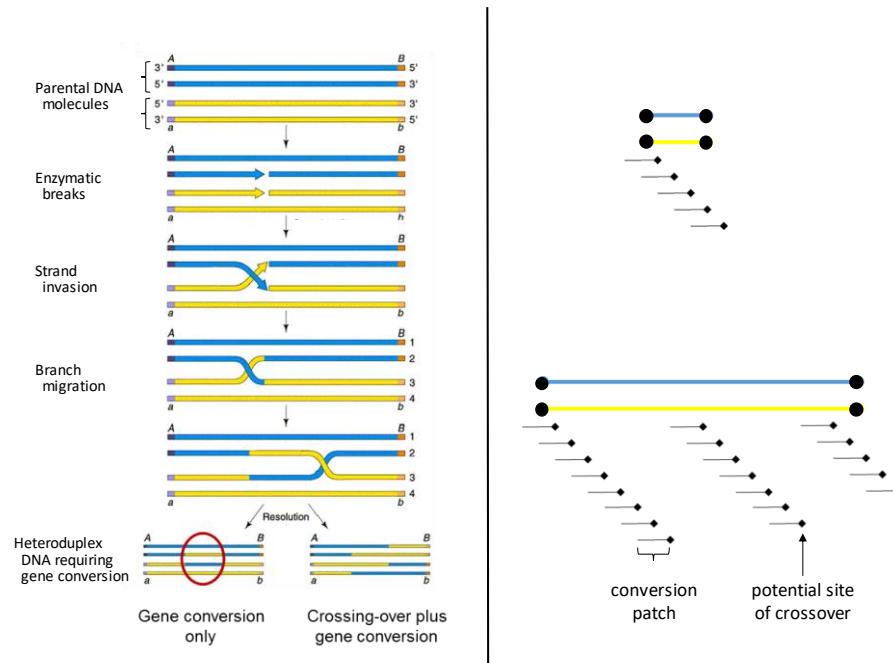 A B
3' 5'
Parental DNA
molecules
5' 3'
5' 3'
3' 5'
a b
A B
Enzymatic
breaks
a
A B
Strand
invasion
a b
A B
1
Branch
migration
2
3
4
a b
A B
1
2
3
4
a b
Resolution
Heteroduplex
DNA requiring
gene conversion
A B
a b
A B
a b
Gene conversion
only
Crossing-over plus
gene conversion
conversion
patch
potential site
of crossover